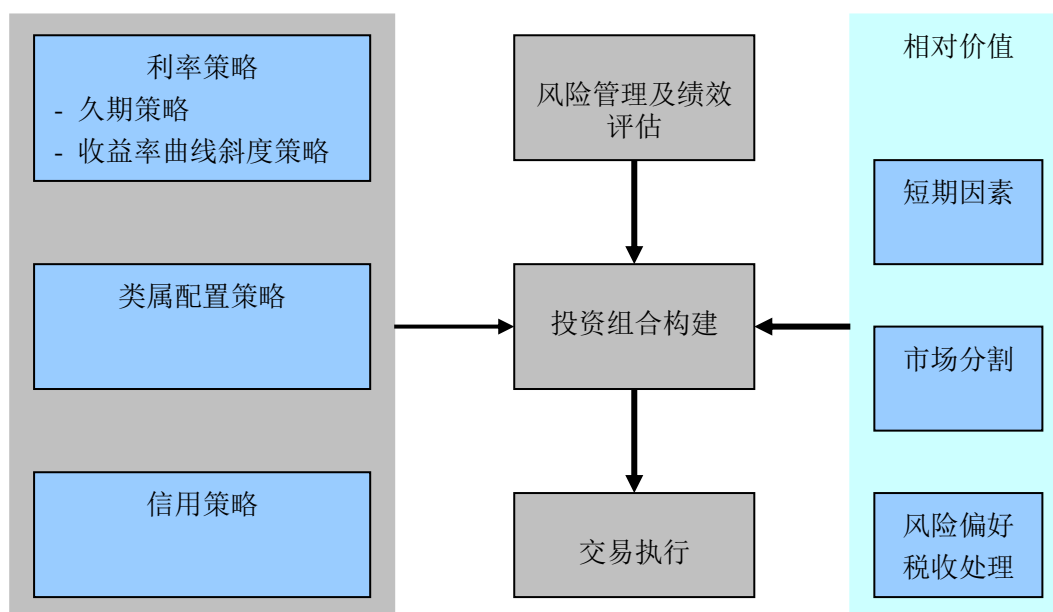 利率策略
- 久期策略
- 收益率曲线斜度策略
类属配置策略
信用策略
风险管理及绩效
评估
投资组合构建
交易执行
相对价值
短期因素
市场分割
风险偏好
税收处理